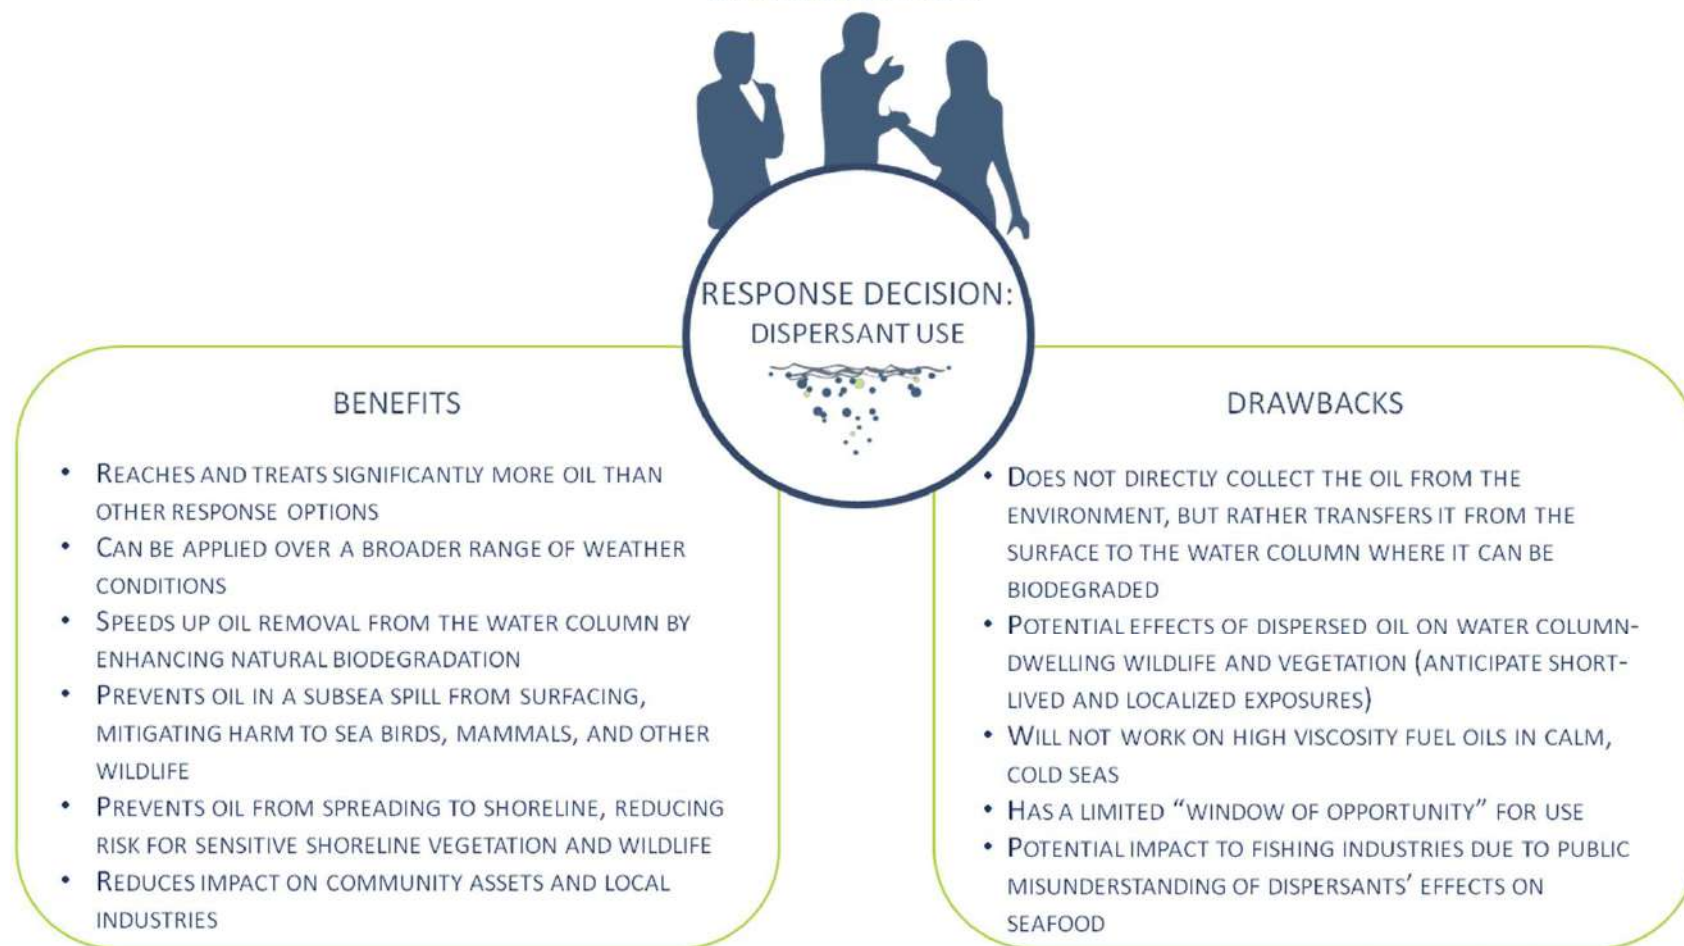 RESPONSE DECISION:
DISPERSANT USE
BENEFITS
• REACHES AND TREATS SIGNIFICANTLY MORE OIL THAN
OTHER RESPONSE OPTIONS
• CAN BE APPLIED OVER A BROADER RANGE OF WEATHER
CONDITIONS
• SPEEDS UP OIL REMOVAL FROM THE WATER COLUMN BY
ENHANCING NATURAL BIODEGRADATION
• PREVENTS OIL IN A SUBSEA SPILL FROM SURFACING,
MITIGATING HARM TO SEA BIRDS, MAMMALS, AND OTHER
WILDLIFE
• PREVENTS OIL FROM SPREADING TO SHORELINE, REDUCING
RISK FOR SENSITIVE SHORELINE VEGETATION AND WILDLIFE
• REDUCES IMPACT ON COMMUNITY ASSETS AND LOCAL
INDUSTRIES
DRAWBACKS
• DOES NOT DIRECTLY COLLECT THE OIL FROM THE
ENVIRONMENT, BUT RATHER TRANSFERS IT FROM THE
SURFACE TO THE WATER COLUMN WHERE IT CAN BE
BIODEGRADED
• POTENTIAL EFFECTS OF DISPERSED OIL ON WATER COLUMN-
DWELLING WILDLIFE AND VEGETATION (ANTICIPATE SHORT-
LIVED AND LOCALIZED EXPOSURES)
• WILL NOT WORK ON HIGH VISCOSITY FUEL OILS IN CALM,
COLD SEAS
• HAS A LIMITED “WINDOW OF OPPORTUNITY” FOR USE
• POTENTIAL IMPACT TO FISHING INDUSTRIES DUE TO PUBLIC
MISUNDERSTANDING OF DISPERSANTS’ EFFECTS ON
SEAFOOD